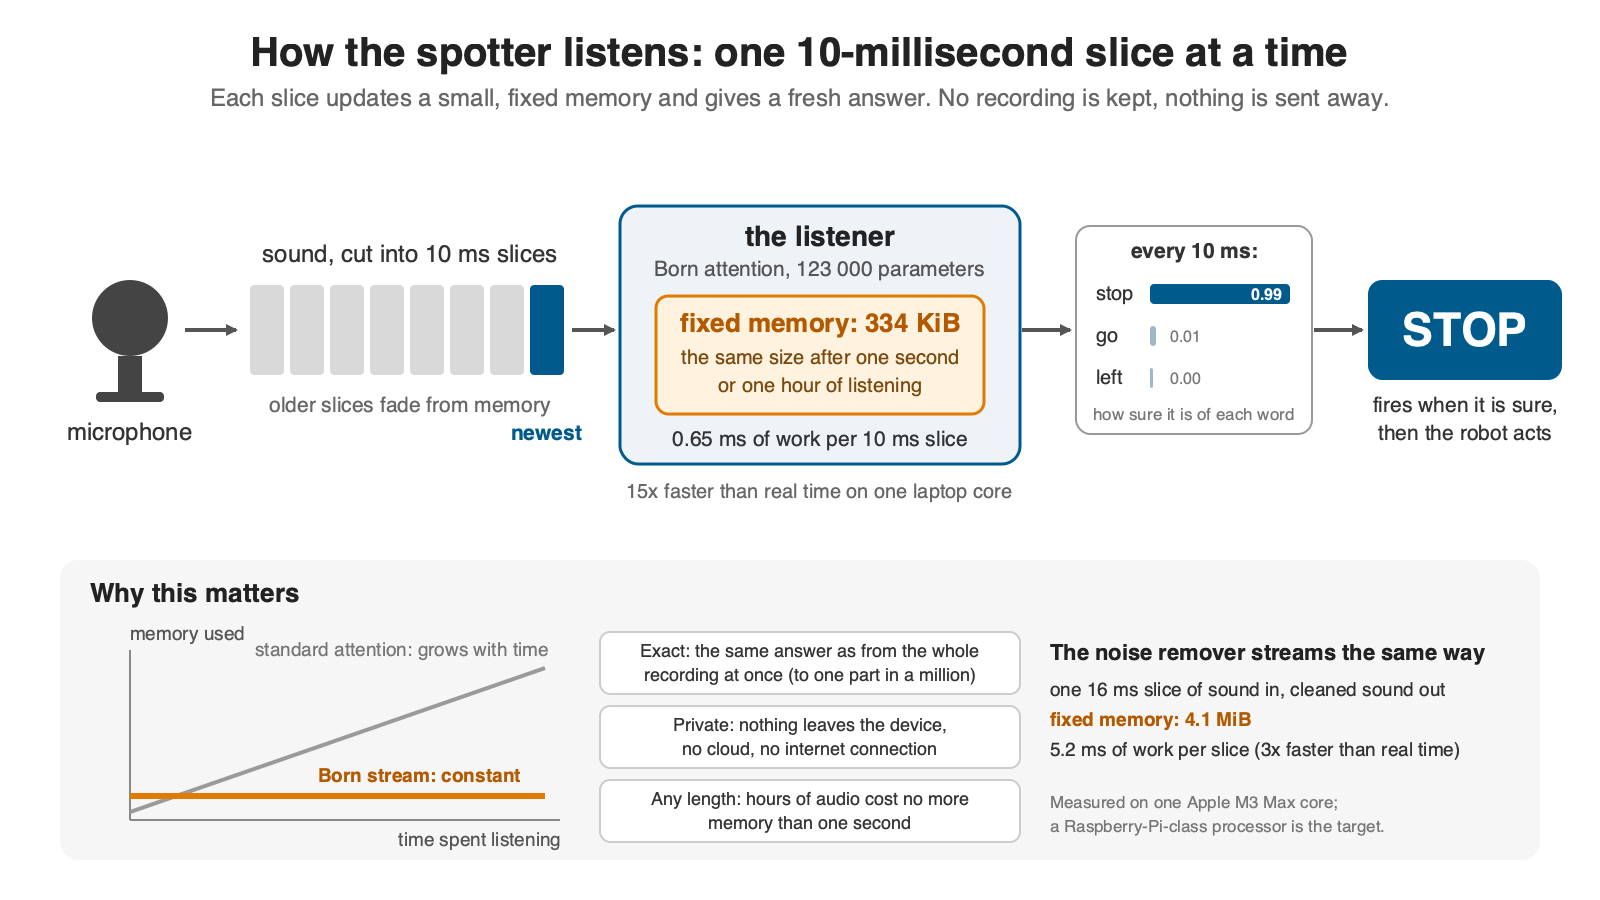 How the spotter listens: one 10-millisecond slice at a time
Each slice updates a small, fixed memory and gives a fresh answer. No recording is kept, nothing is sent away.
microphone
sound, cut into 10 ms slices
older slices fade from memory
newest
the listener
Born attention, 123 000 parameters
fixed memory: 334 KiB
the same size after one second
or one hour of listening
0.65 ms of work per 10 ms slice
15x faster than real time on one laptop core
every 10 ms:
stop 0.99
go 0.01
left 0.00
how sure it is of each word
STOP
fires when it is sure,
then the robot acts
Why this matters
memory used
standard attention: grows with time
Born stream: constant
time spent listening
Exact: the same answer as from the whole
recording at once (to one part in a million)
Private: nothing leaves the device,
no cloud, no internet connection
Any length: hours of audio cost no more
memory than one second
The noise remover streams the same way
one 16 ms slice of sound in, cleaned sound out
fixed memory: 4.1 MiB
5.2 ms of work per slice (3x faster than real time)
Measured on one Apple M3 Max core;
a Raspberry-Pi-class processor is the target.